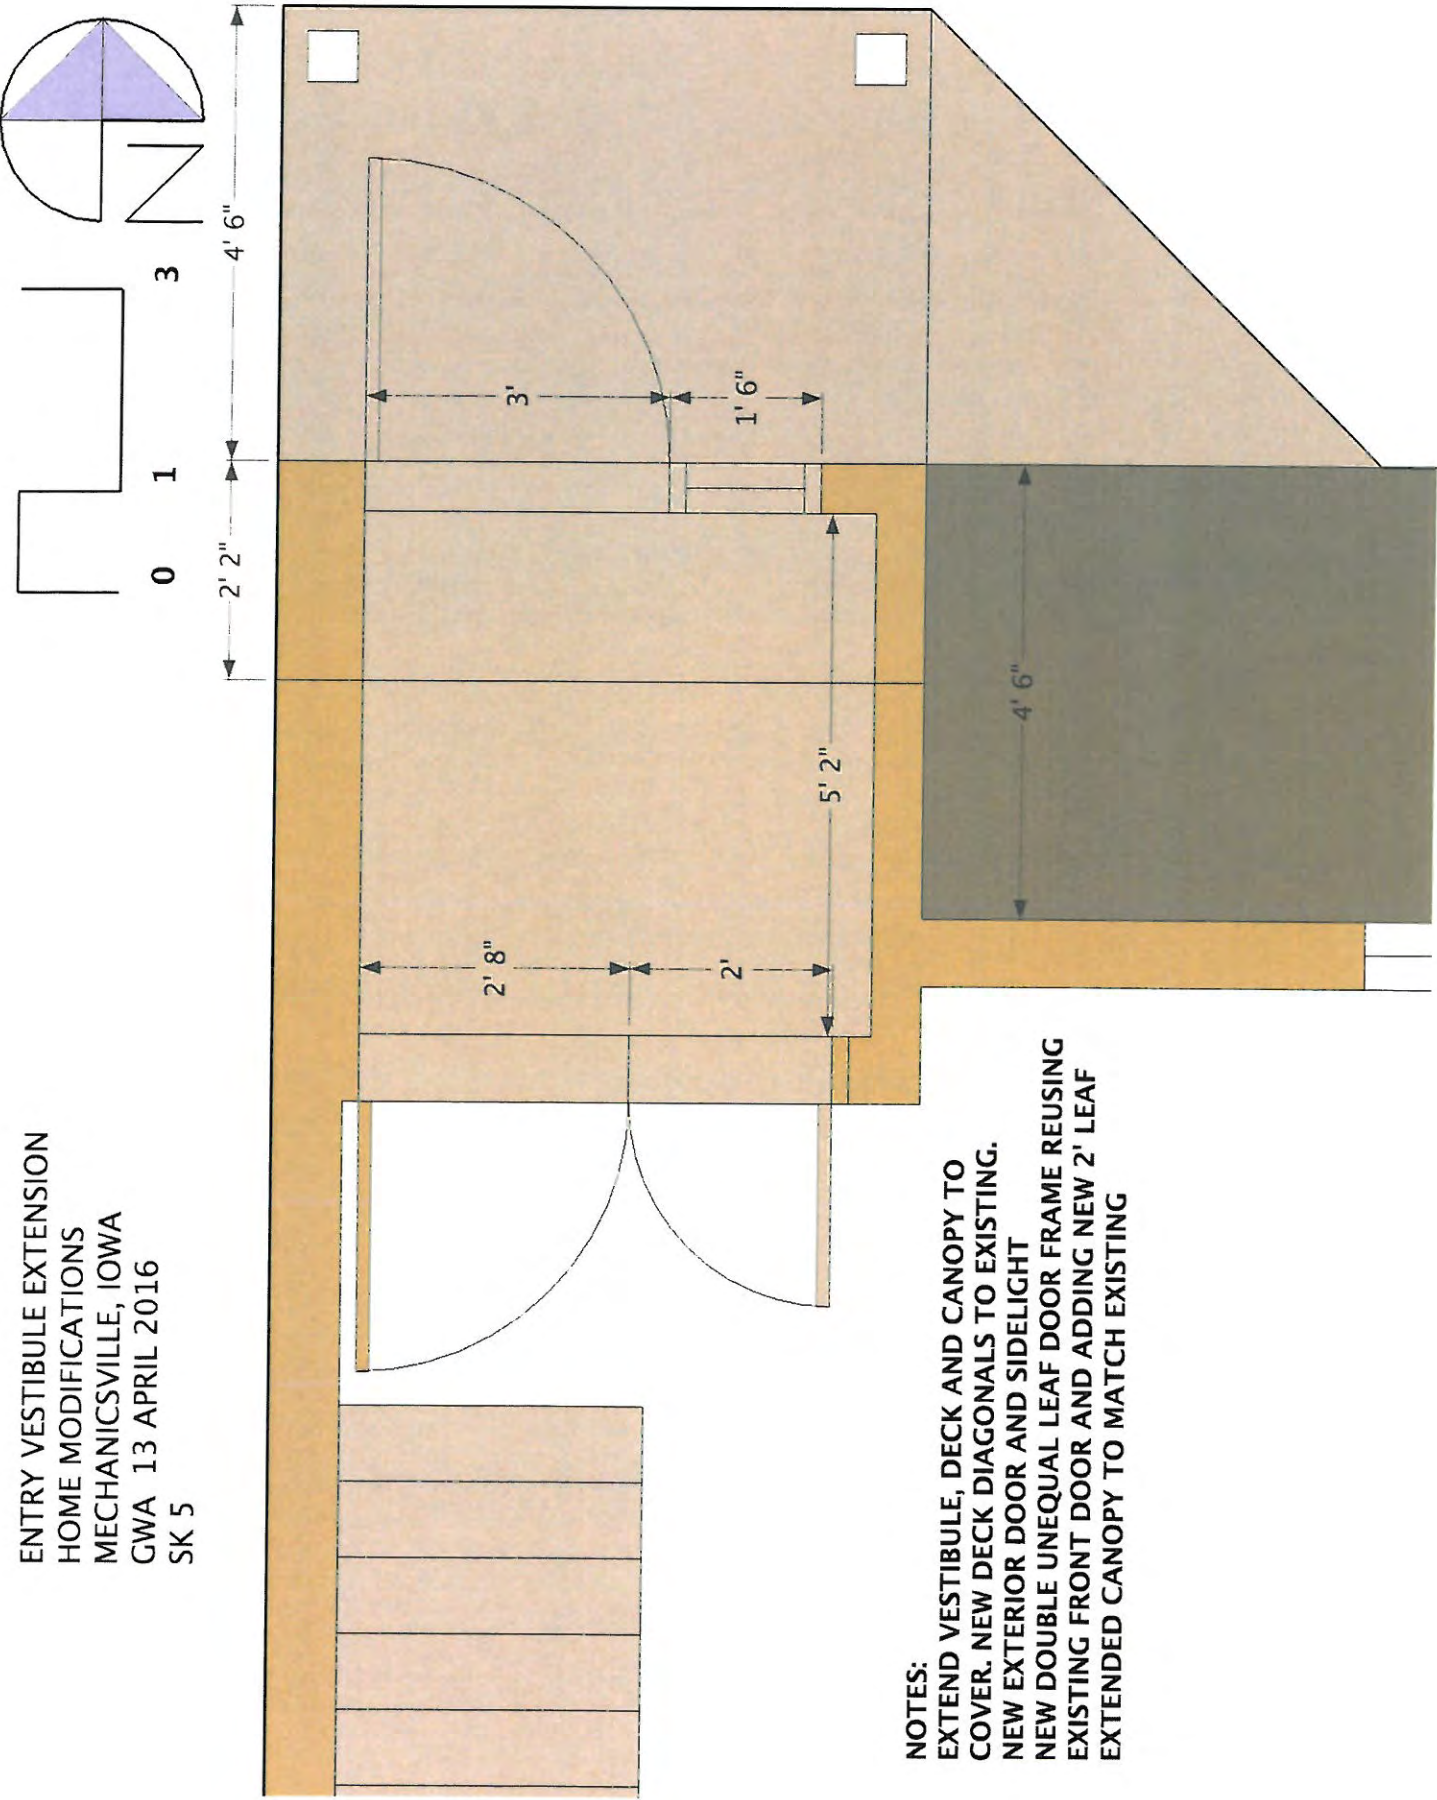 ENTRY VESTIBULE EXTENSION
HOME MODIFICATIONS
MECHANICSVILLE, IOWA
GWA 13 APRIL 2016
SK 5
0
1
3
N
2' 2"
4' 6"
3'
1' 6"
2' 8"
2'
5' 2"
4' 6"
NOTES:
EXTEND VESTIBULE, DECK AND CANOPY TO
COVER. NEW DECK DIAGONALS TO EXISTING.
NEW EXTERIOR DOOR AND SIDELIGHT
NEW DOUBLE UNEQUAL LEAF DOOR FRAME REUSING
EXISTING FRONT DOOR AND ADDING NEW 2' LEAF
EXTENDED CANOPY TO MATCH EXISTING